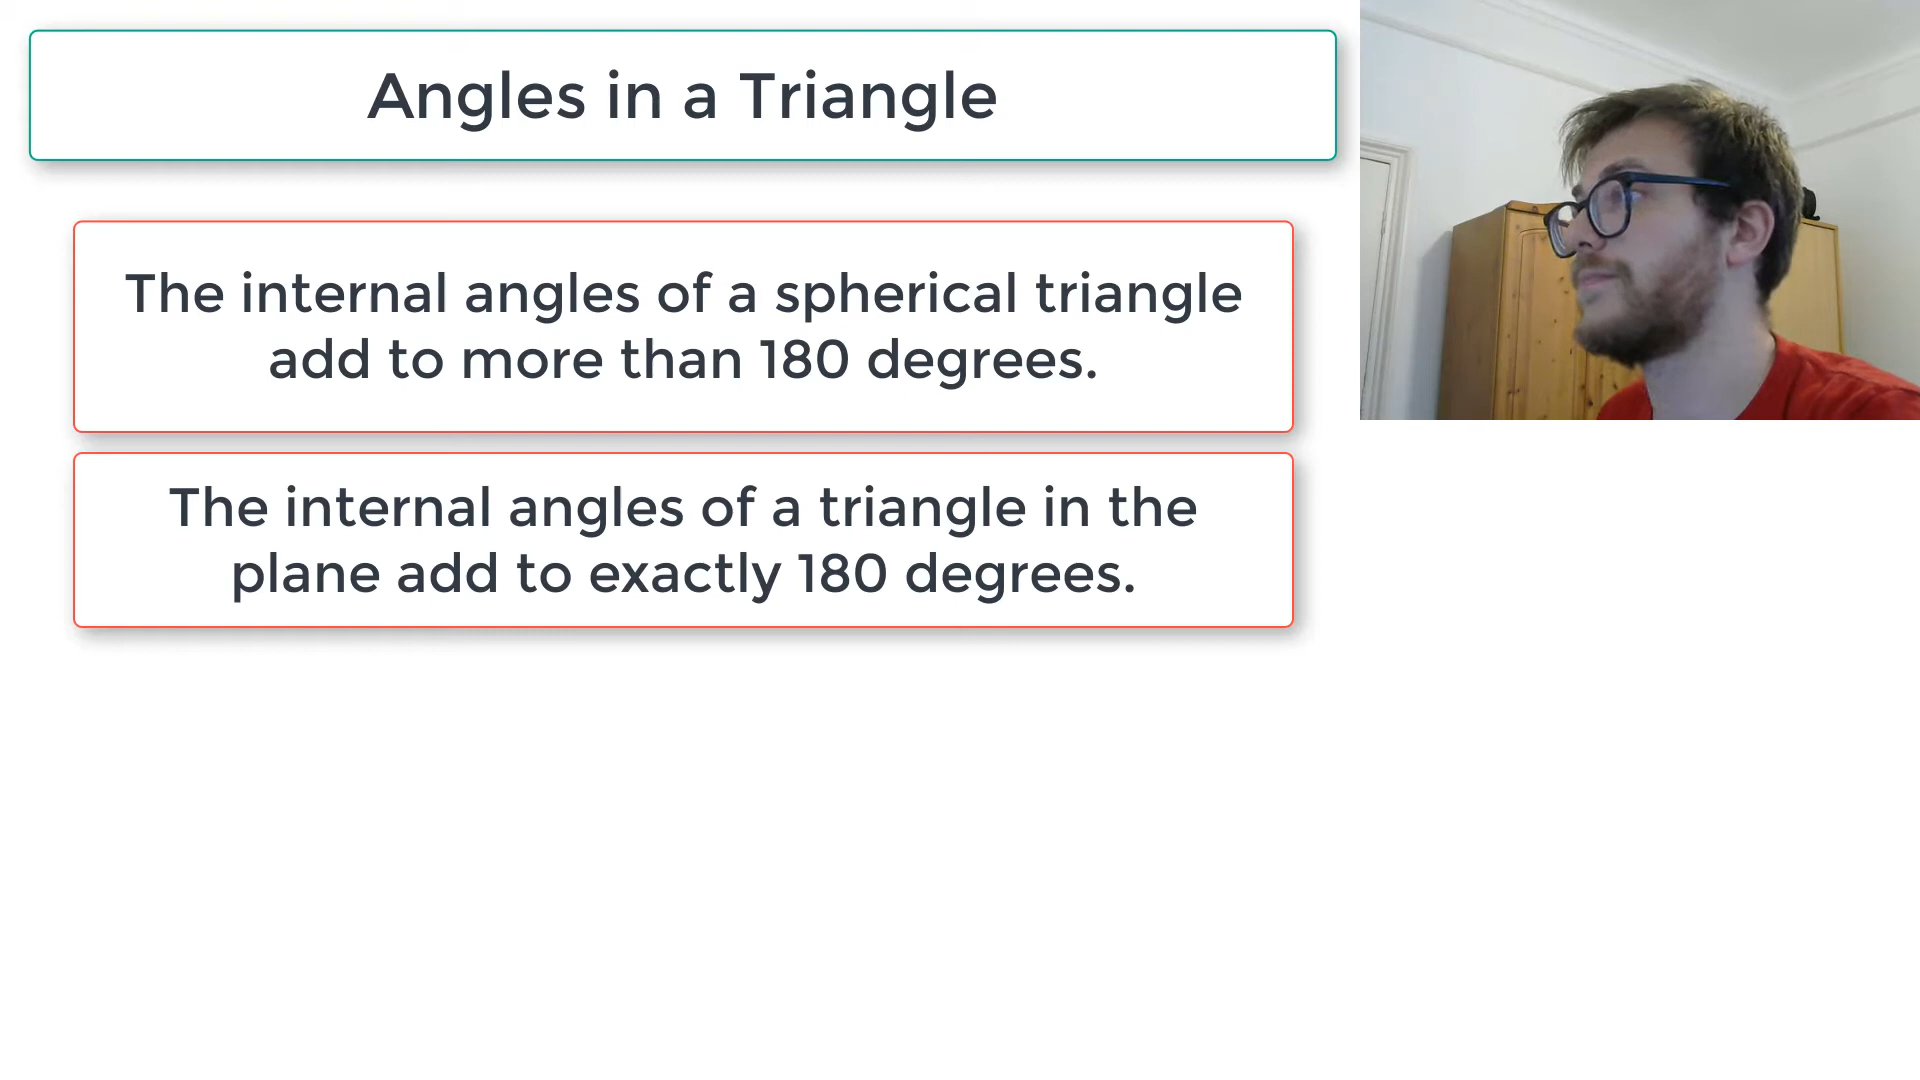 Angles in a Triangle
The internal angles of a spherical triangle
add to more than 180 degrees.
The internal angles of a triangle in the
plane add to exactly 180 degrees.